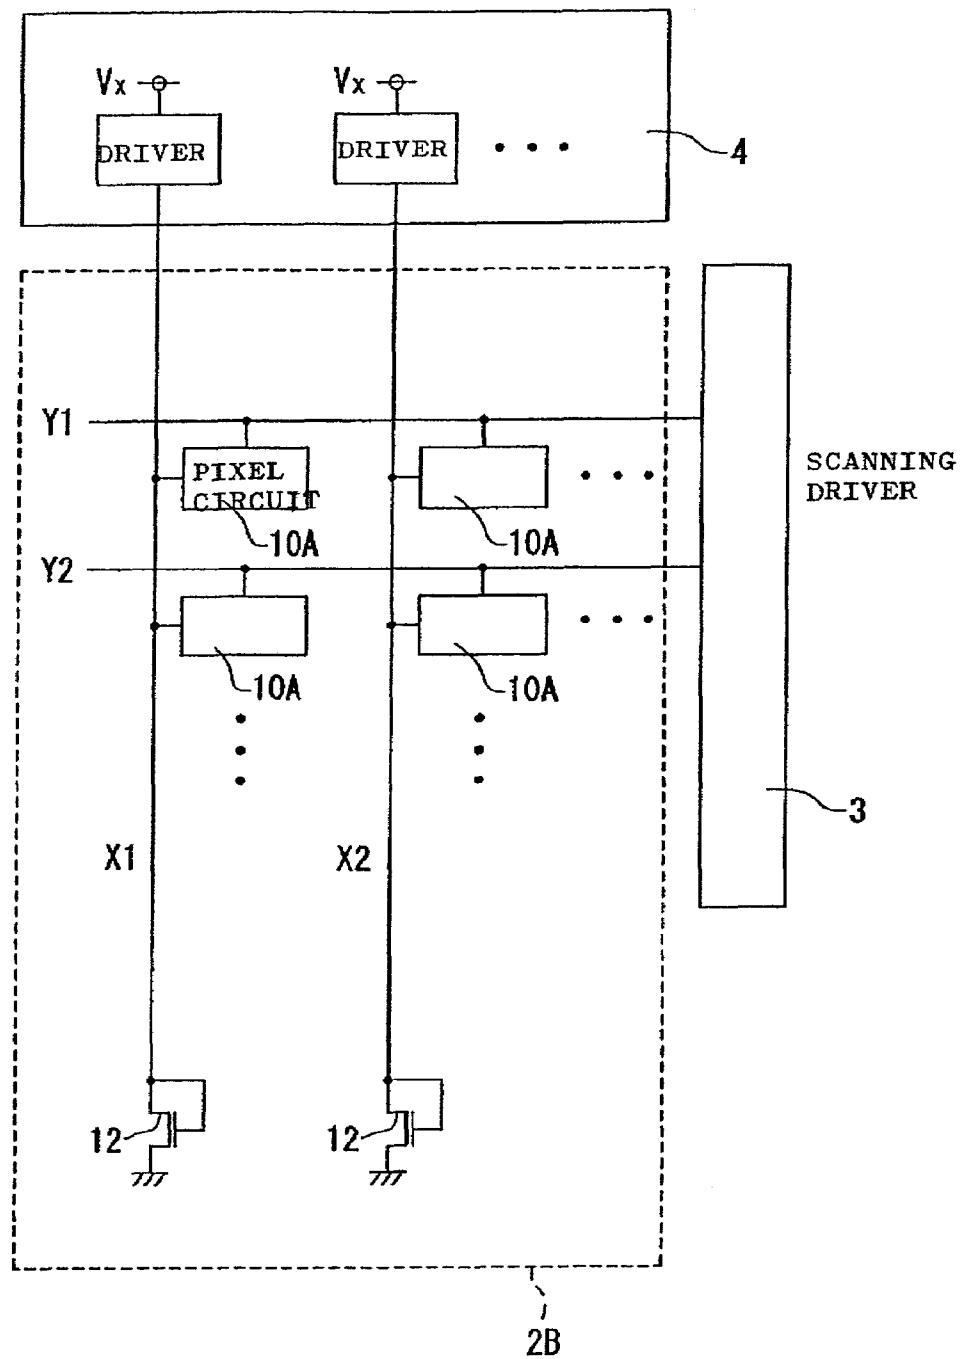 Vx Vx
DRIVER DRIVER
4
Y1
PIXEL
CIRCUIT
SCANNING
DRIVER
10A 10A
Y2
10A 10A
3
X1 X2
12 12
2B